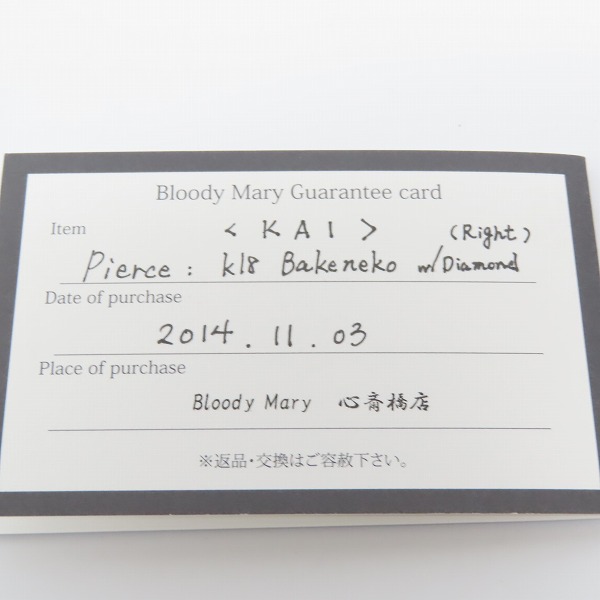 Bloody Mary Guarantee card
Item < KAI > (Right)
Pierce : k18 Bakeneko w/Diamond
Date of purchase
2014.11.03
Place of purchase
Bloody Mary 心斎橋店
※返品・交換はご容赦下さい。